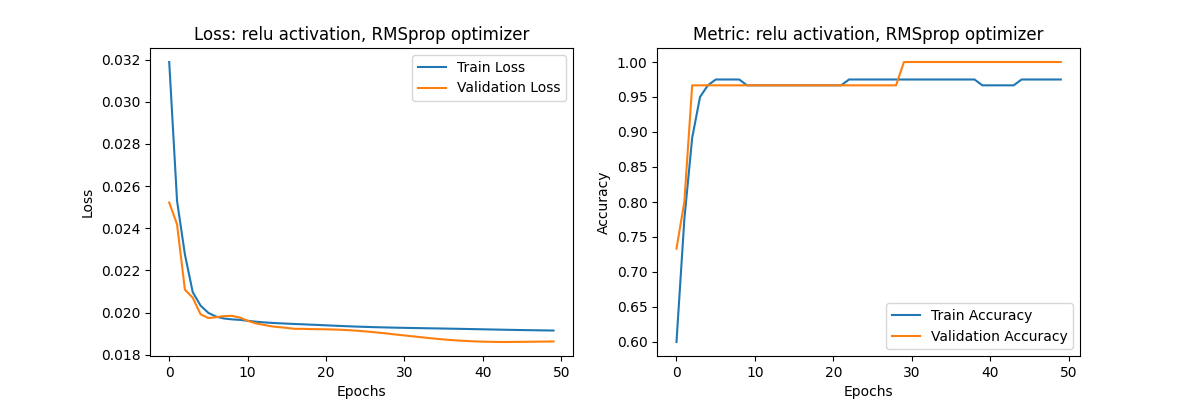 Loss: relu activation, RMSprop optimizer
0.032
0.030
0.028
0.026
0.024
0.022
0.020
0.018
Loss
Train Loss
Validation Loss
0 10 20 30 40 50
Epochs
Metric: relu activation, RMSprop optimizer
1.00
0.95
0.90
0.85
0.80
0.75
0.70
0.65
0.60
Accuracy
Train Accuracy
Validation Accuracy
0 10 20 30 40 50
Epochs